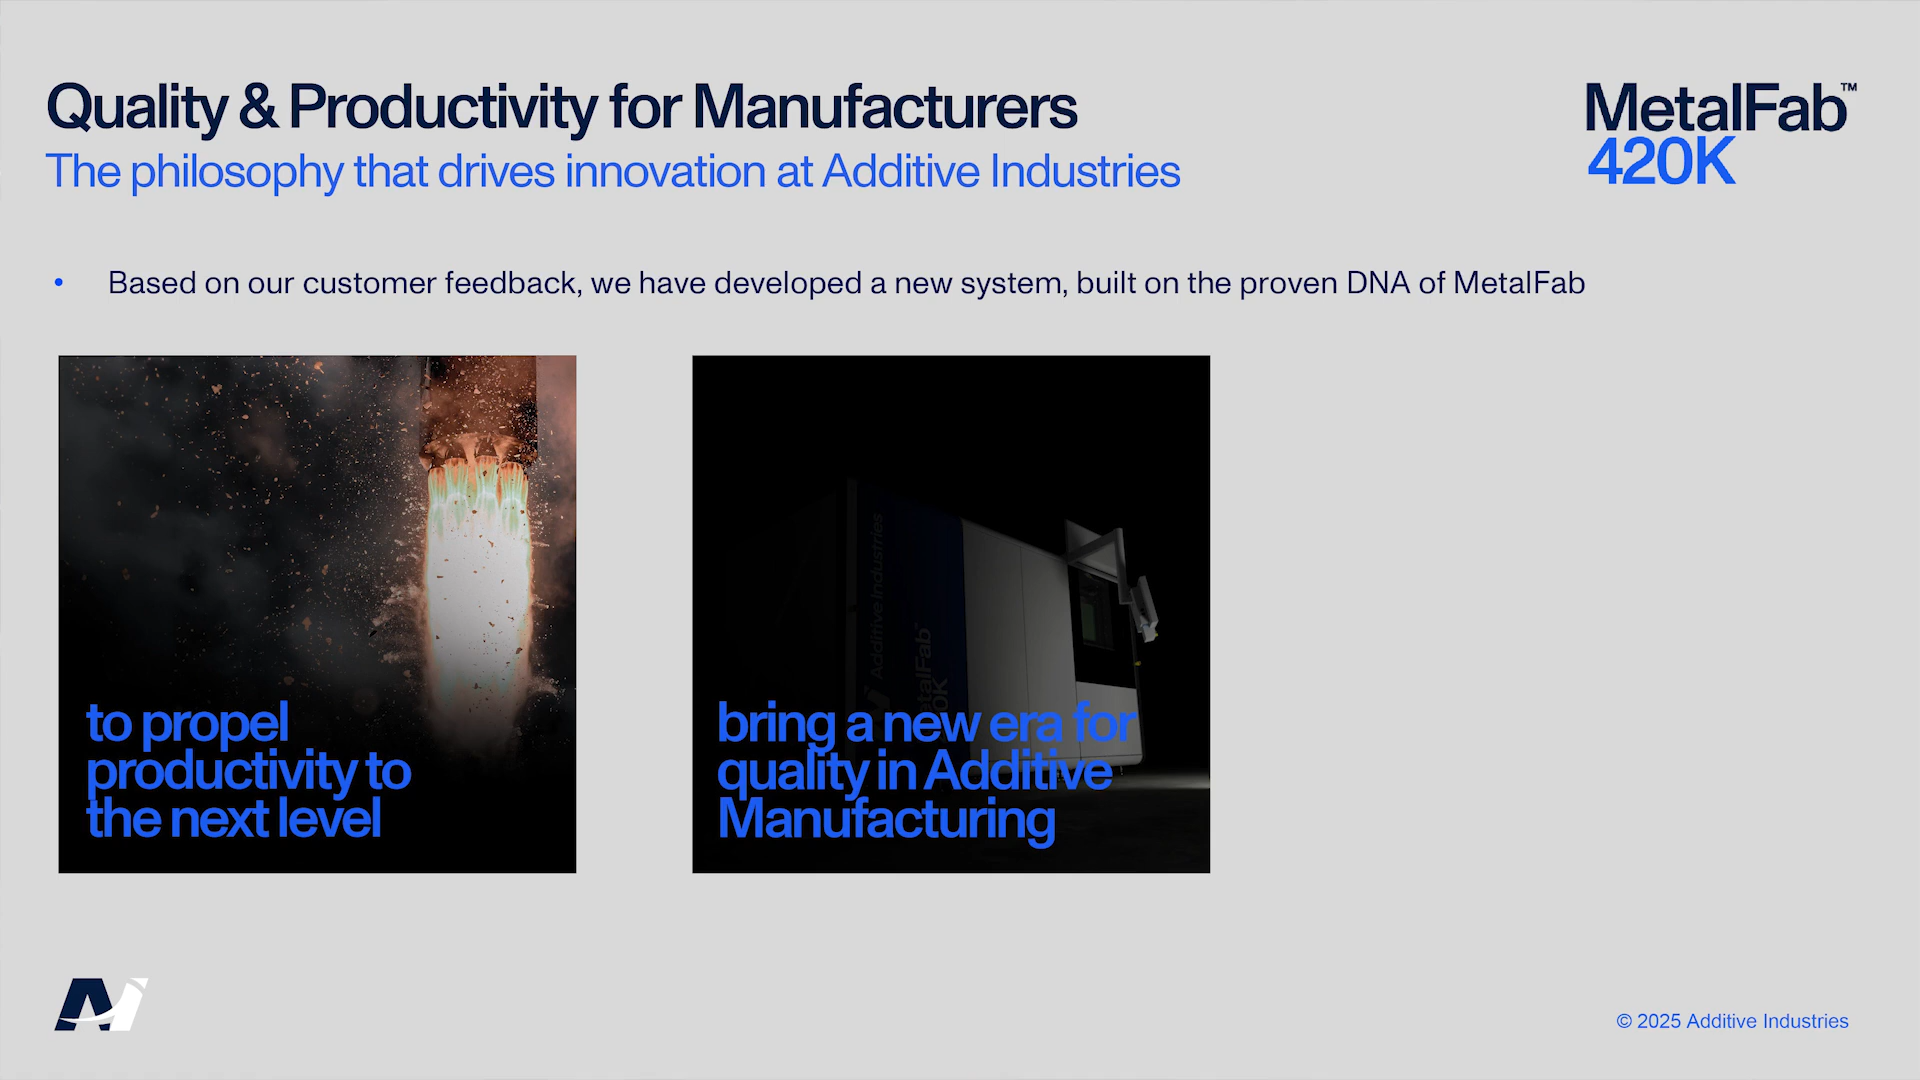 Quality & Productivity for Manufacturers
The philosophy that drives innovation at Additive Industries
MetalFab™
420K
• Based on our customer feedback, we have developed a new system, built on the proven DNA of MetalFab
to propel
productivity to
the next level
Additive Industries
bring a new era for
quality in Additive
Manufacturing
© 2025 Additive Industries